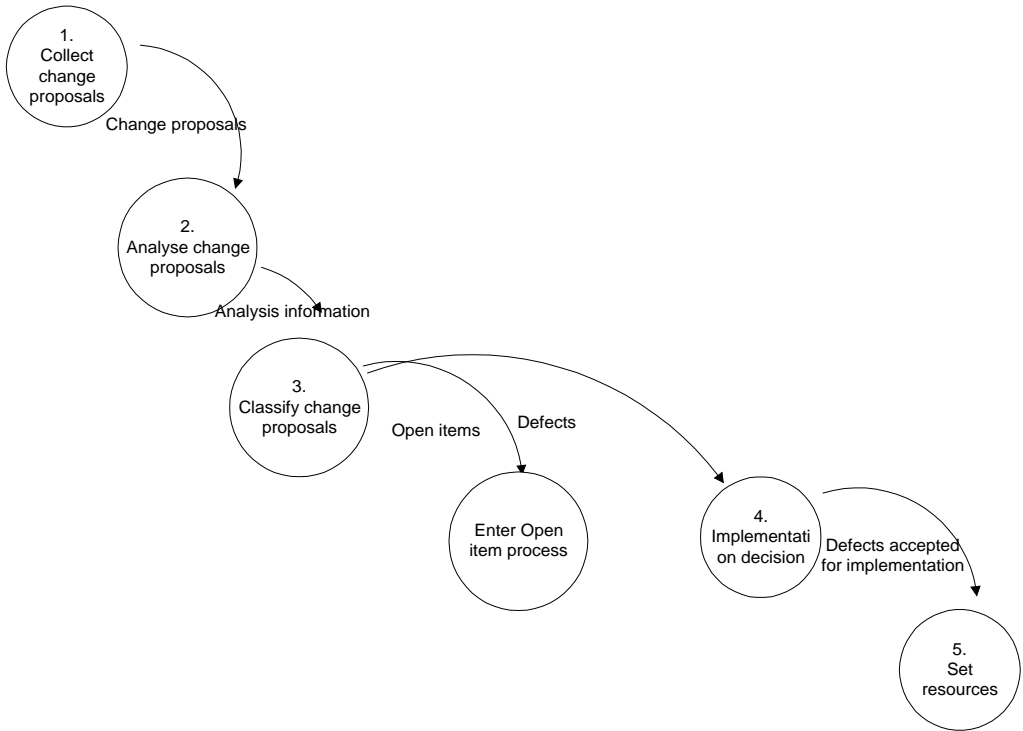 1.
Collect
change
proposals
Change proposals
2.
Analyse change
proposals
Analysis information
3.
Classify change
proposals
Open items
Defects
Enter Open
item process
4.
Implementati
on decision
Defects accepted
for implementation
5.
Set
resources